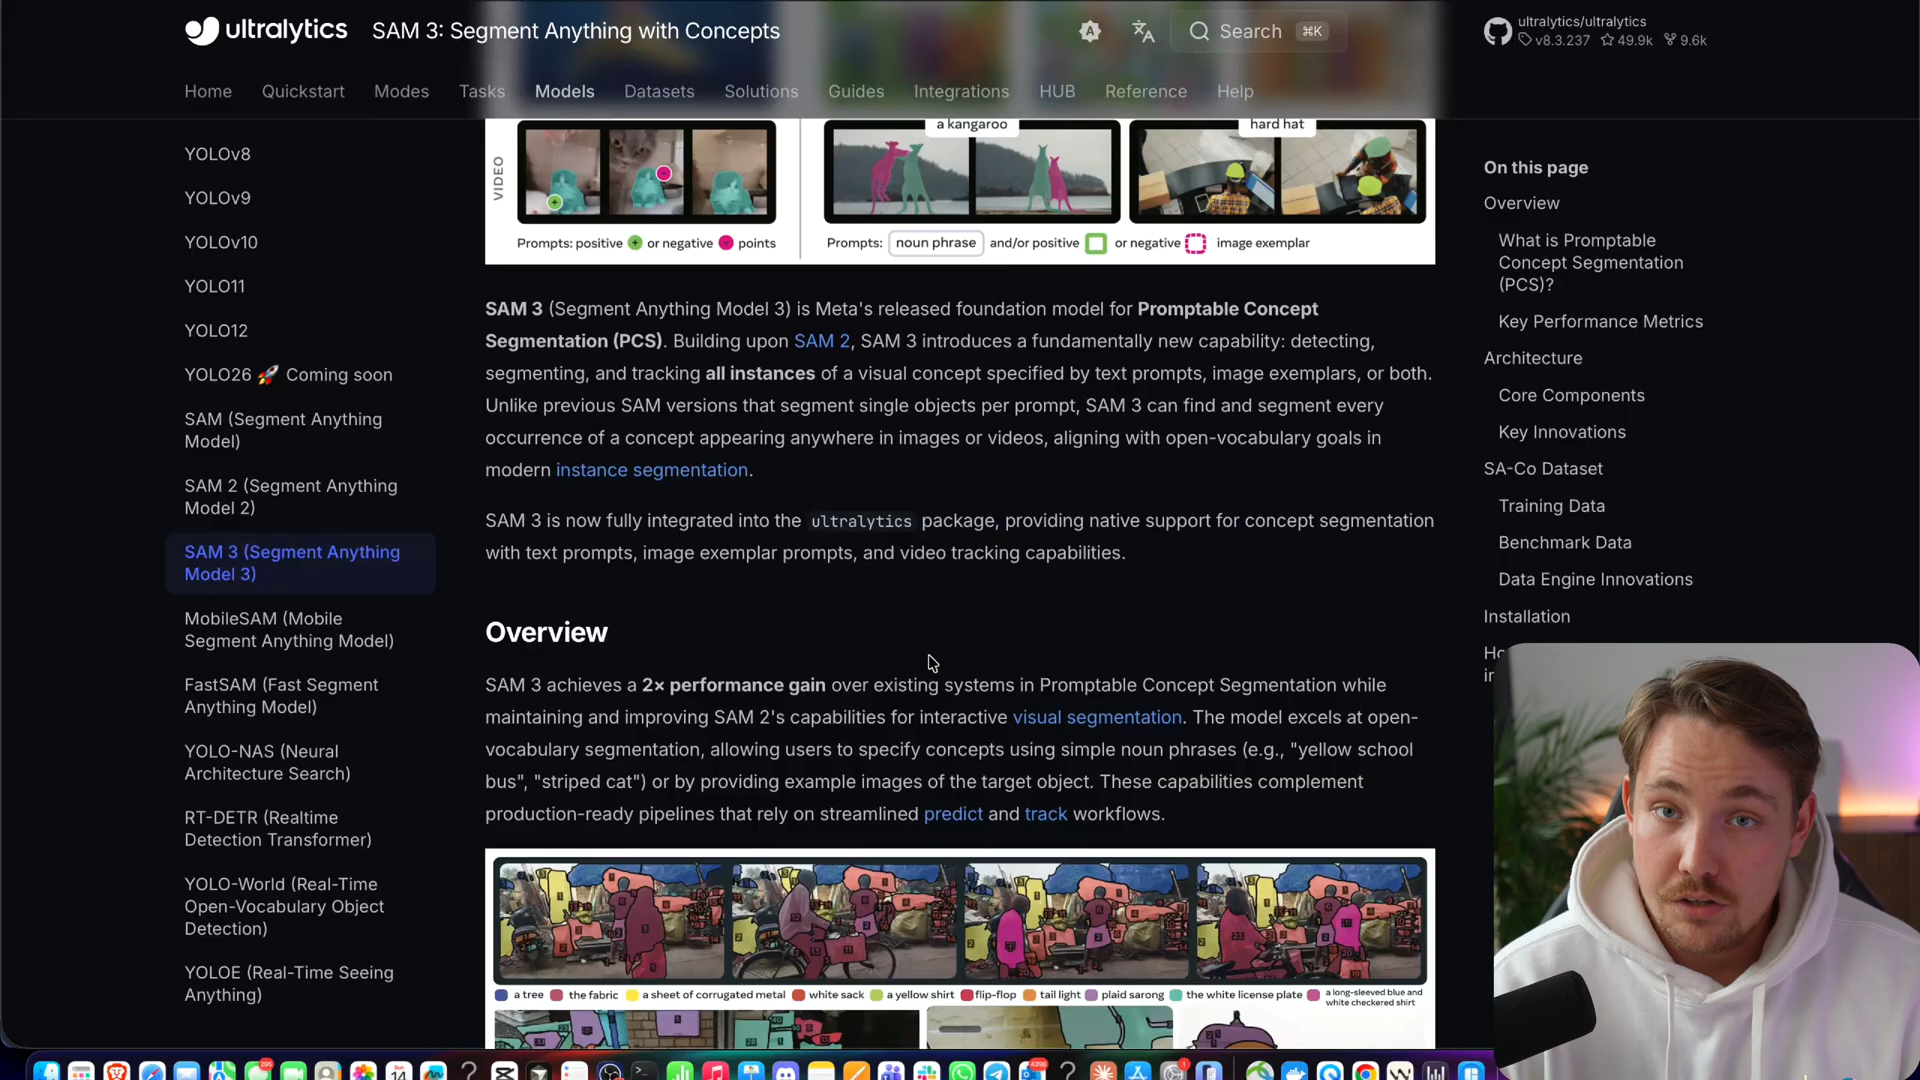 ultralytics
SAM 3: Segment Anything with Concepts
Search ⌘K
ultralytics/ultralytics
v8.3.237 49.9k 9.6k
Home Quickstart Modes Tasks Models Datasets Solutions Guides Integrations HUB Reference Help
YOLOv8
YOLOv9
YOLOv10
YOLO11
YOLO12
YOLO26 🚀 Coming soon
SAM (Segment Anything
Model)
SAM 2 (Segment Anything
Model 2)
SAM 3 (Segment Anything
Model 3)
MobileSAM (Mobile
Segment Anything Model)
FastSAM (Fast Segment
Anything Model)
YOLO-NAS (Neural
Architecture Search)
RT-DETR (Realtime
Detection Transformer)
YOLO-World (Real-Time
Open-Vocabulary Object
Detection)
YOLOE (Real-Time Seeing
Anything)
VIDEO
a kangaroo
hard hat
Prompts: positive + or negative - points
Prompts: noun phrase and/or positive or negative image exemplar
SAM 3 (Segment Anything Model 3) is Meta's released foundation model for Promptable Concept
Segmentation (PCS). Building upon SAM 2, SAM 3 introduces a fundamentally new capability: detecting,
segmenting, and tracking all instances of a visual concept specified by text prompts, image exemplars, or both.
Unlike previous SAM versions that segment single objects per prompt, SAM 3 can find and segment every
occurrence of a concept appearing anywhere in images or videos, aligning with open-vocabulary goals in
modern instance segmentation.
SAM 3 is now fully integrated into the ultralytics package, providing native support for concept segmentation
with text prompts, image exemplar prompts, and video tracking capabilities.
Overview
SAM 3 achieves a 2× performance gain over existing systems in Promptable Concept Segmentation while
maintaining and improving SAM 2's capabilities for interactive visual segmentation. The model excels at open-
vocabulary segmentation, allowing users to specify concepts using simple noun phrases (e.g., "yellow school
bus", "striped cat") or by providing example images of the target object. These capabilities complement
production-ready pipelines that rely on streamlined predict and track workflows.
a tree the fabric a sheet of corrugated metal white sack a yellow shirt flip-flop tail light plaid sarong the white license plate a long-sleeved blue and
white checkered shirt
On this page
Overview
What is Promptable
Concept Segmentation
(PCS)?
Key Performance Metrics
Architecture
Core Components
Key Innovations
SA-Co Dataset
Training Data
Benchmark Data
Data Engine Innovations
Installation